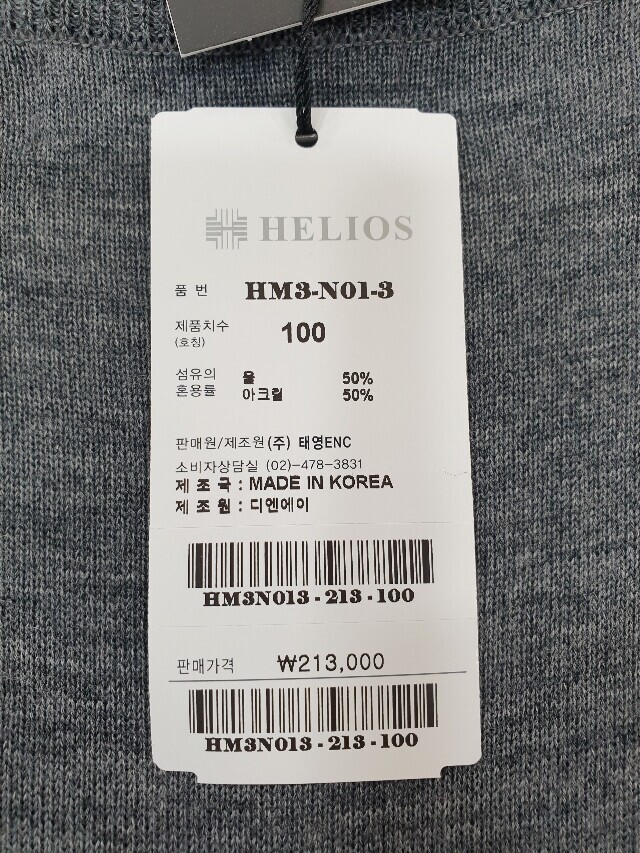 HELIOS
품 번 HM3-N01-3
제품치수 100
(호칭)
섬유의 울 50%
혼용률 아크릴 50%
판매원/제조원 (주) 태영ENC
소비자상담실 (02)-478-3831
제 조 국 : MADE IN KOREA
제 조 원 : 디엔에이
HM3N013 - 213 - 100
판매가격 ₩213,000
HM3N013 - 213 - 100